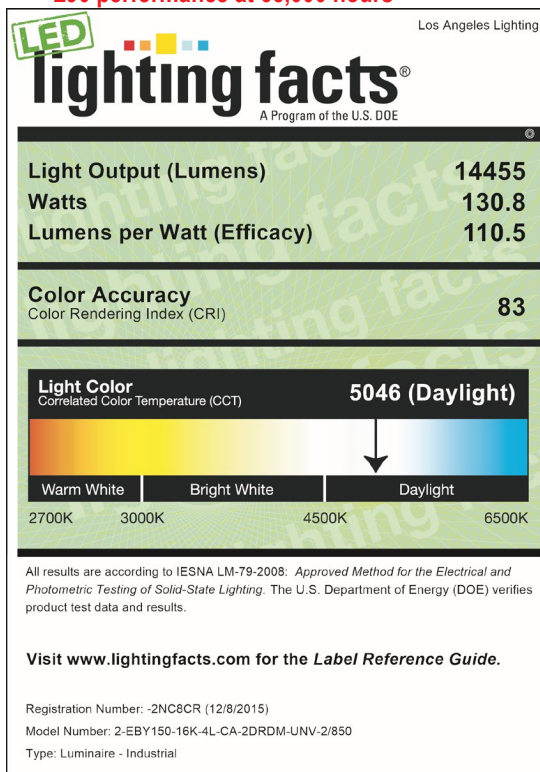 Los Angeles Lighting
LED
lighting facts®
A Program of the U.S. DOE
Light Output (Lumens) 14455
Watts 130.8
Lumens per Watt (Efficacy) 110.5
Color Accuracy
Color Rendering Index (CRI) 83
Light Color
Correlated Color Temperature (CCT) 5046 (Daylight)
Warm White Bright White Daylight
2700K 3000K 4500K 6500K
All results are according to IESNA LM-79-2008: Approved Method for the Electrical and
Photometric Testing of Solid-State Lighting. The U.S. Department of Energy (DOE) verifies
product test data and results.
Visit www.lightingfacts.com for the Label Reference Guide.
Registration Number: -2NC8CR (12/8/2015)
Model Number: 2-EBY150-16K-4L-CA-2DRDM-UNV-2/850
Type: Luminaire - Industrial